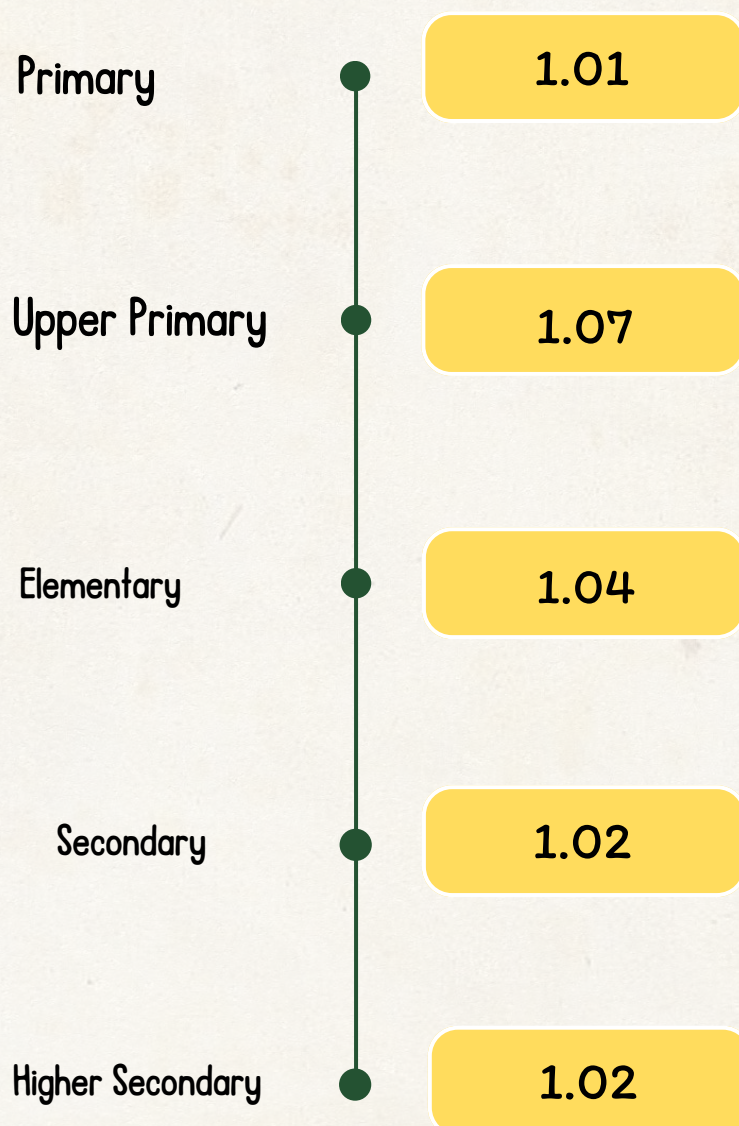 Primary
1.01
Upper Primary
1.07
Elementary
1.04
Secondary
1.02
Higher Secondary
1.02